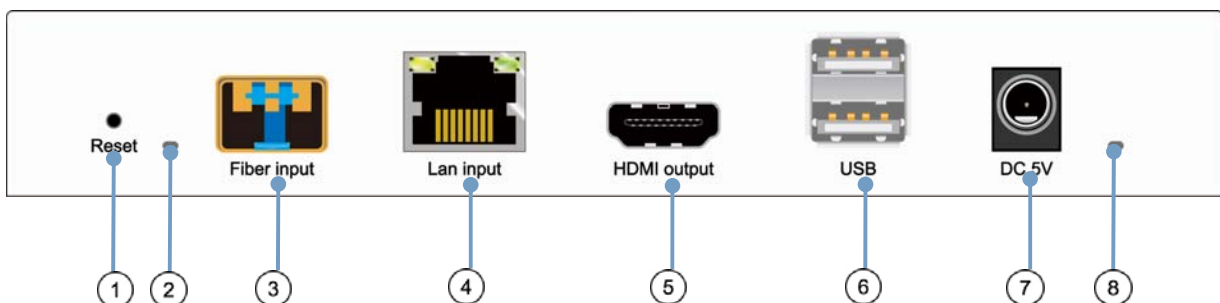 Reset
Fiber input
Lan input
HDMI output
USB
DC 5V
1
2
3
4
5
6
7
8